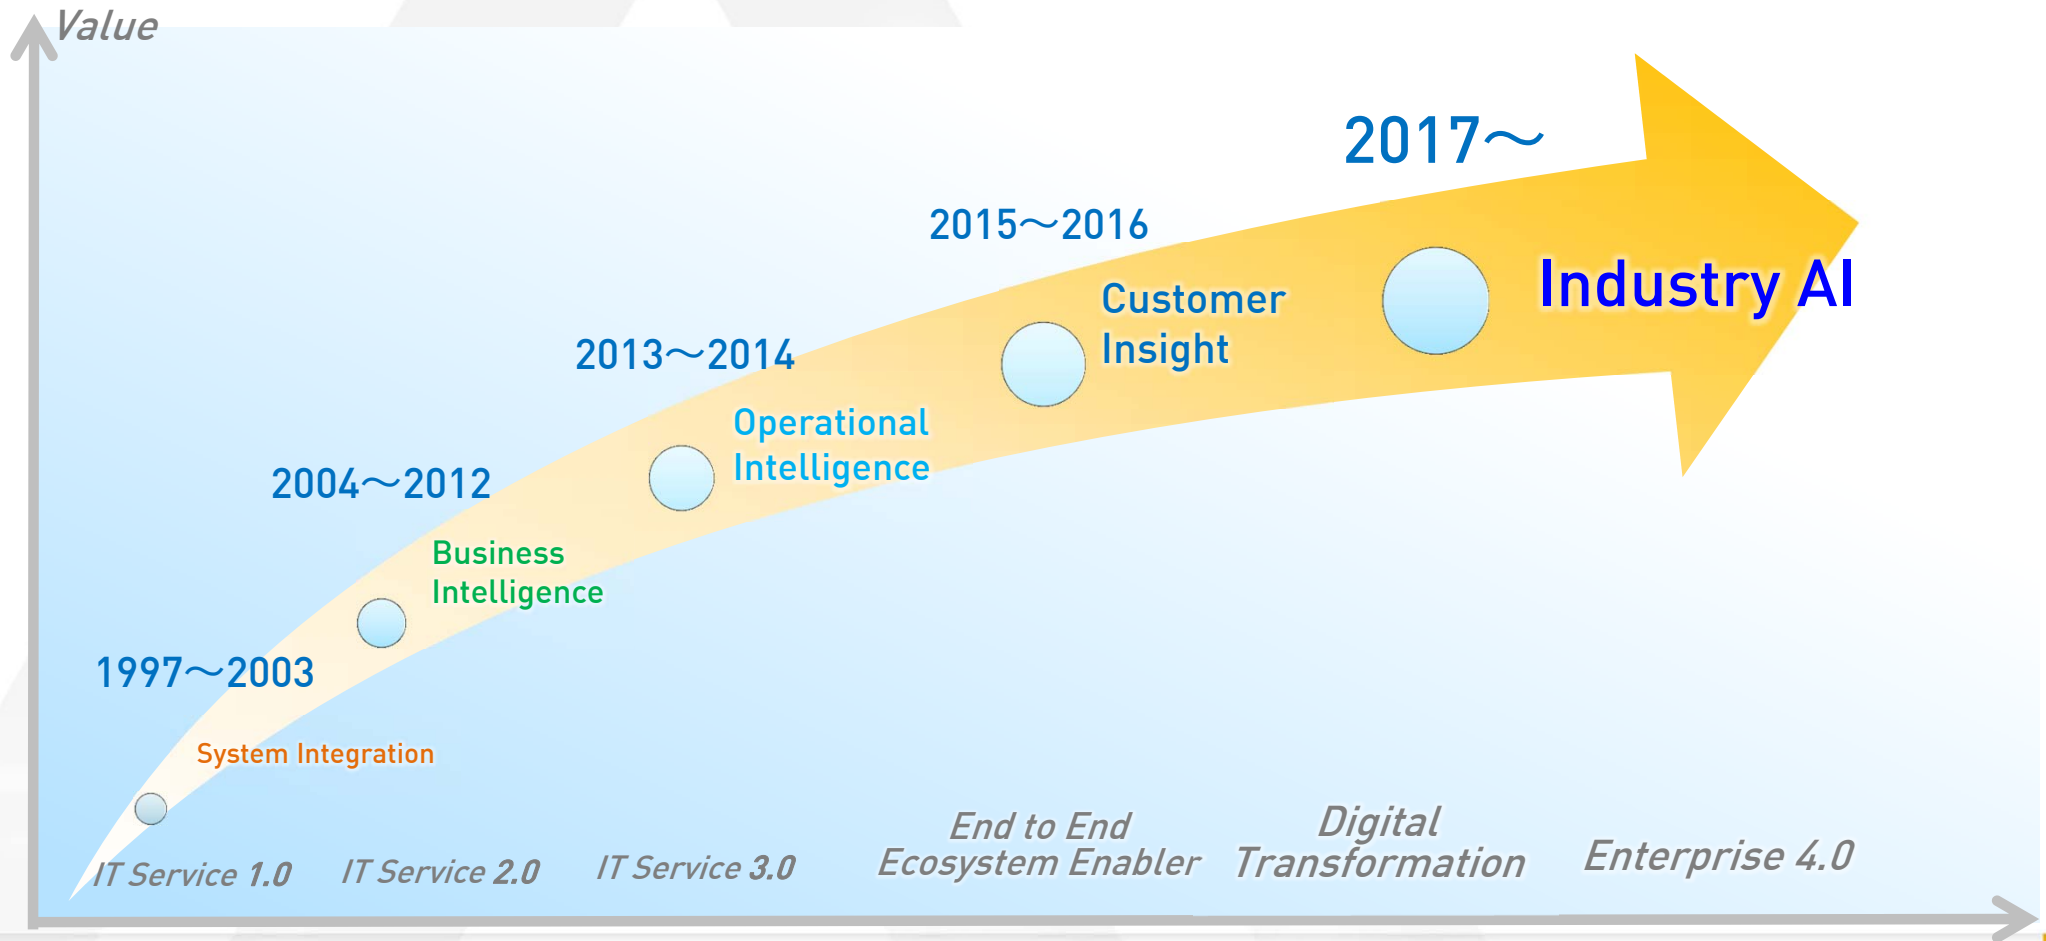 Value
2017～
2015～2016
Industry AI
Customer
Insight
2013～2014
Operational
Intelligence
2004～2012
Business
Intelligence
1997～2003
System Integration
IT Service 1.0
IT Service 2.0
IT Service 3.0
End to End
Ecosystem Enabler
Digital
Transformation
Enterprise 4.0